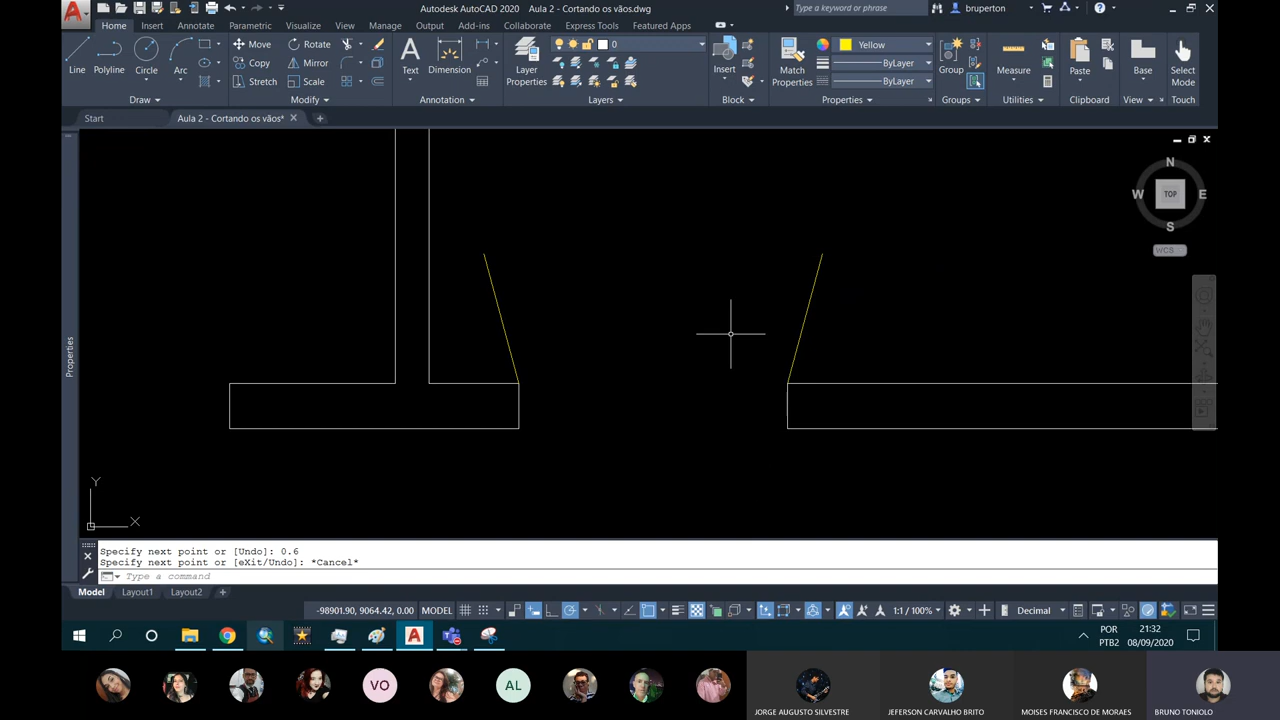 Autodesk AutoCAD 2020 Aula 2 - Cortando os vãos.dwg
Type a keyword or phrase
bruperton
Home Insert Annotate Parametric Visualize View Manage Output Add-ins Collaborate Express Tools Featured Apps
Line Polyline Circle Arc
Move Rotate
Copy Mirror
Stretch Scale
Text Dimension
Layer Properties
0
Insert
Match Properties
Yellow
ByLayer
ByLayer
Group
Measure
Paste
Base
Select Mode
Draw Modify Annotation Layers Block Properties Groups Utilities Clipboard View Touch
Start Aula 2 - Cortando os vãos*
N
W TOP E
S
WCS
Properties
Y
X
Specify next point or [Undo]: 0.6
Specify next point or [eXit/Undo]: *Cancel*
Type a command
Model Layout1 Layout2
-98901.90, 9064.42, 0.00 MODEL 1:1 / 100% Decimal
POR 21:32
PTB2 08/09/2020
VO AL
JORGE AUGUSTO SILVESTRE JEFERSON CARVALHO BRITO MOISES FRANCISCO DE MORAES BRUNO TONIOLO